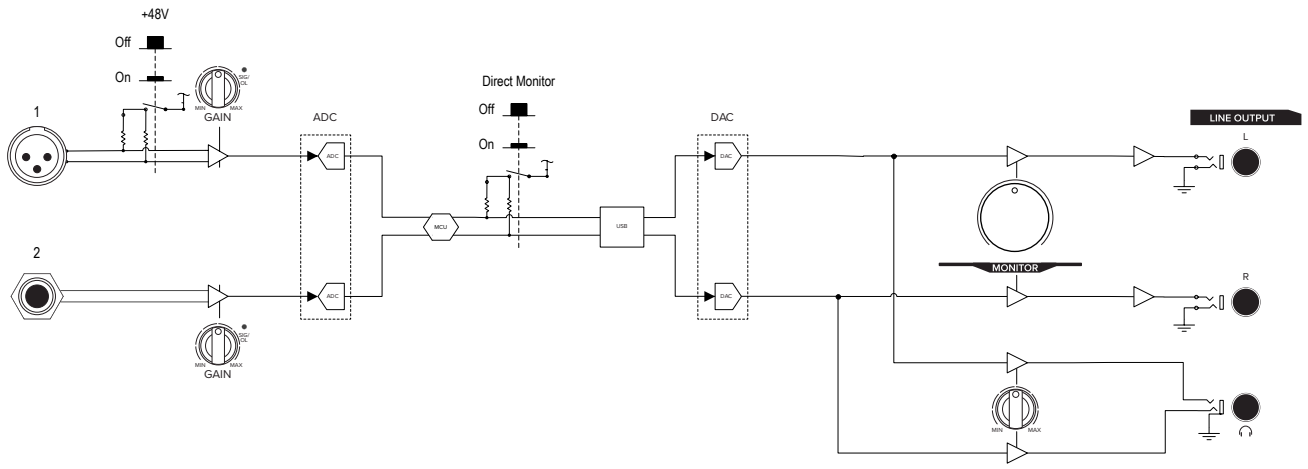 +48V
Off
On
SIG/
OL
MIN MAX
GAIN
1
ADC
ADC
Direct Monitor
Off
On
MCU
USB
DAC
DAC
LINE OUTPUT
L
MONITOR
2
ADC
SIG/
OL
MIN MAX
GAIN
DAC
R
MIN MAX